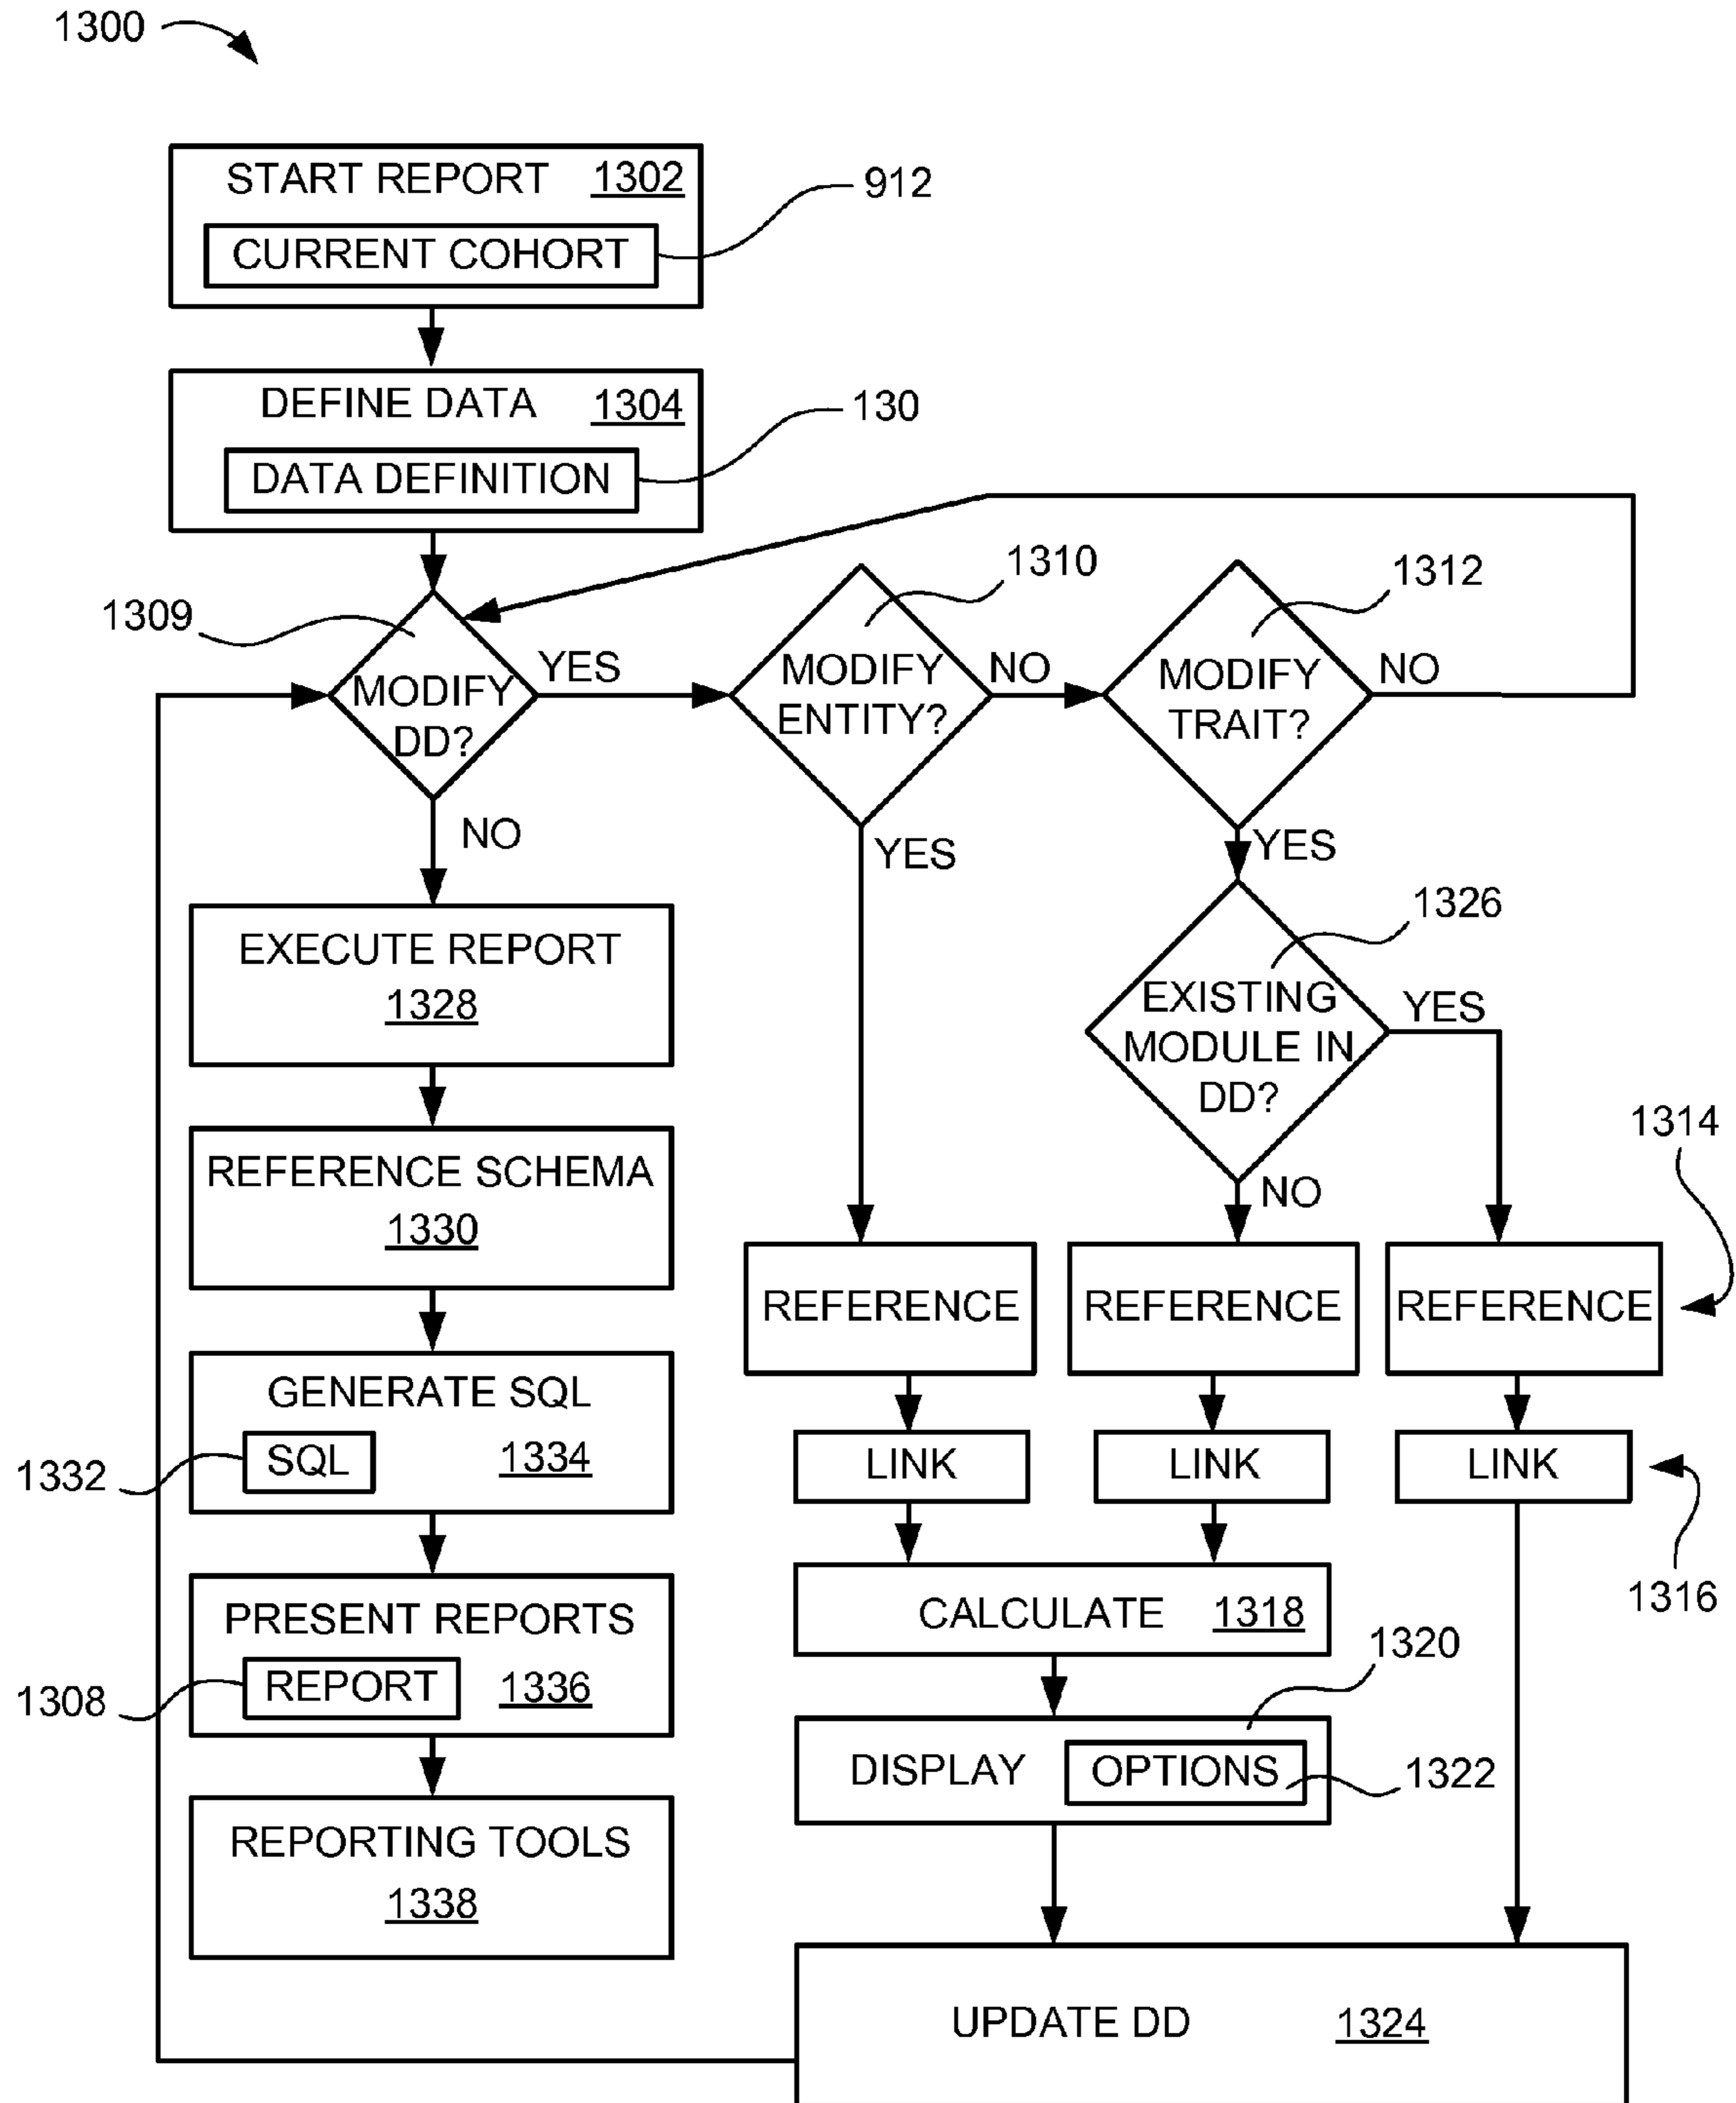 1300
START REPORT 1302
CURRENT COHORT
912
DEFINE DATA 1304
DATA DEFINITION
130
1309
MODIFY
DD?
YES
NO
1310
MODIFY
ENTITY?
NO
YES
1312
MODIFY
TRAIT?
NO
YES
1326
EXISTING
MODULE IN
DD?
YES
NO
EXECUTE REPORT
1328
REFERENCE SCHEMA
1330
GENERATE SQL
SQL
1334
1332
PRESENT REPORTS
REPORT
1336
1308
REPORTING TOOLS
1338
REFERENCE
REFERENCE
REFERENCE
1314
LINK
LINK
LINK
1316
CALCULATE 1318
1320
DISPLAY
OPTIONS
1322
UPDATE DD 1324